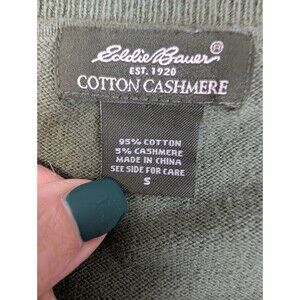 Eddie Bauer®
EST. 1920
COTTON CASHMERE
95% COTTON
5% CASHMERE
MADE IN CHINA
SEE SIDE FOR CARE
S